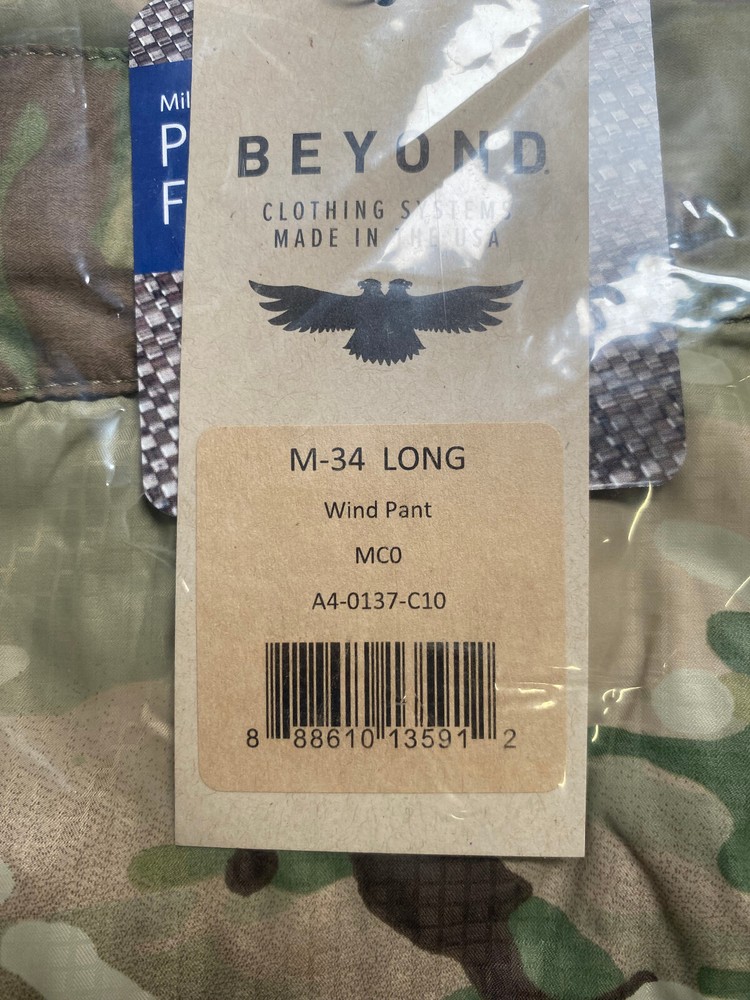 Mil
P
F
BEYOND
CLOTHING SYSTEMS
MADE IN THE USA
M-34 LONG
Wind Pant
MC0
A4-0137-C10
8 88610 13591 2